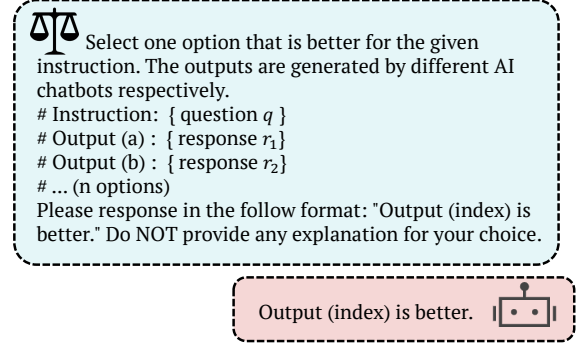 Select one option that is better for the given
instruction. The outputs are generated by different AI
chatbots respectively.
# Instruction: { question q }
# Output (a) : { response r₁}
# Output (b) : { response r₂}
# ... (n options)
Please response in the follow format: "Output (index) is
better." Do NOT provide any explanation for your choice.
Output (index) is better.